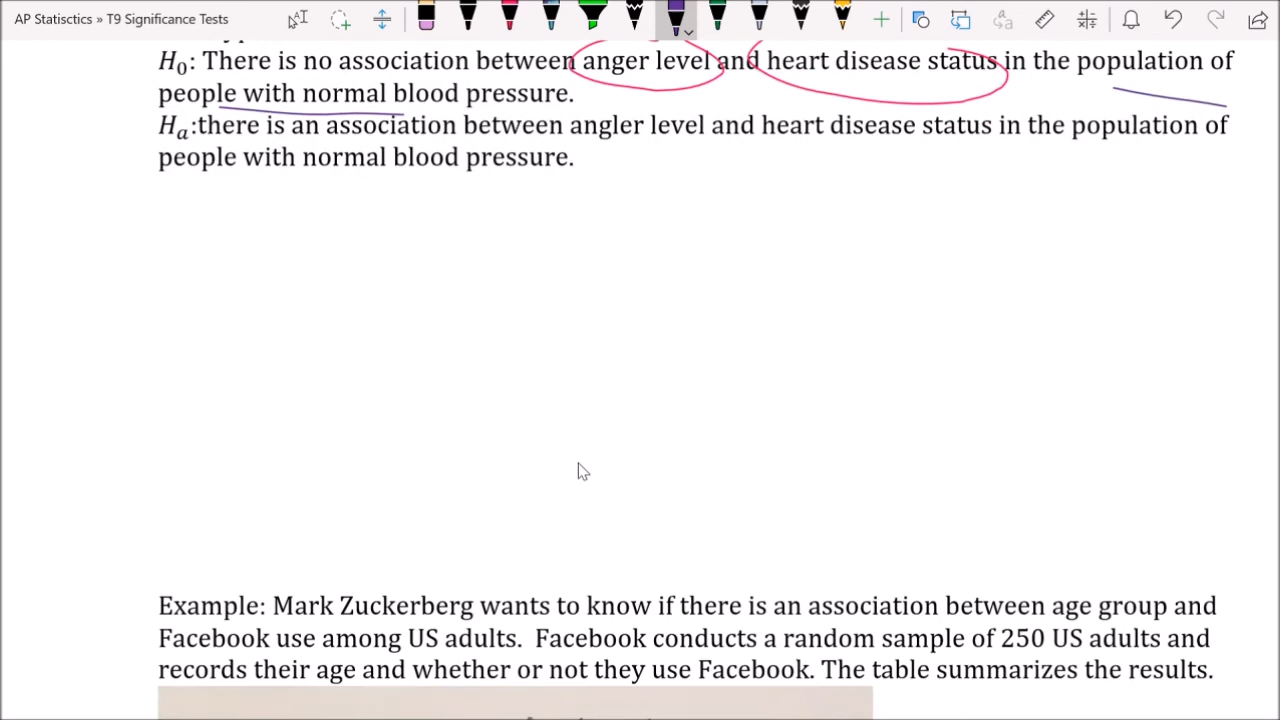 AP Statisctics » T9 Significance Tests
H₀: There is no association between anger level and heart disease status in the population of
people with normal blood pressure.
Hₐ:there is an association between angler level and heart disease status in the population of
people with normal blood pressure.
Example: Mark Zuckerberg wants to know if there is an association between age group and
Facebook use among US adults. Facebook conducts a random sample of 250 US adults and
records their age and whether or not they use Facebook. The table summarizes the results.